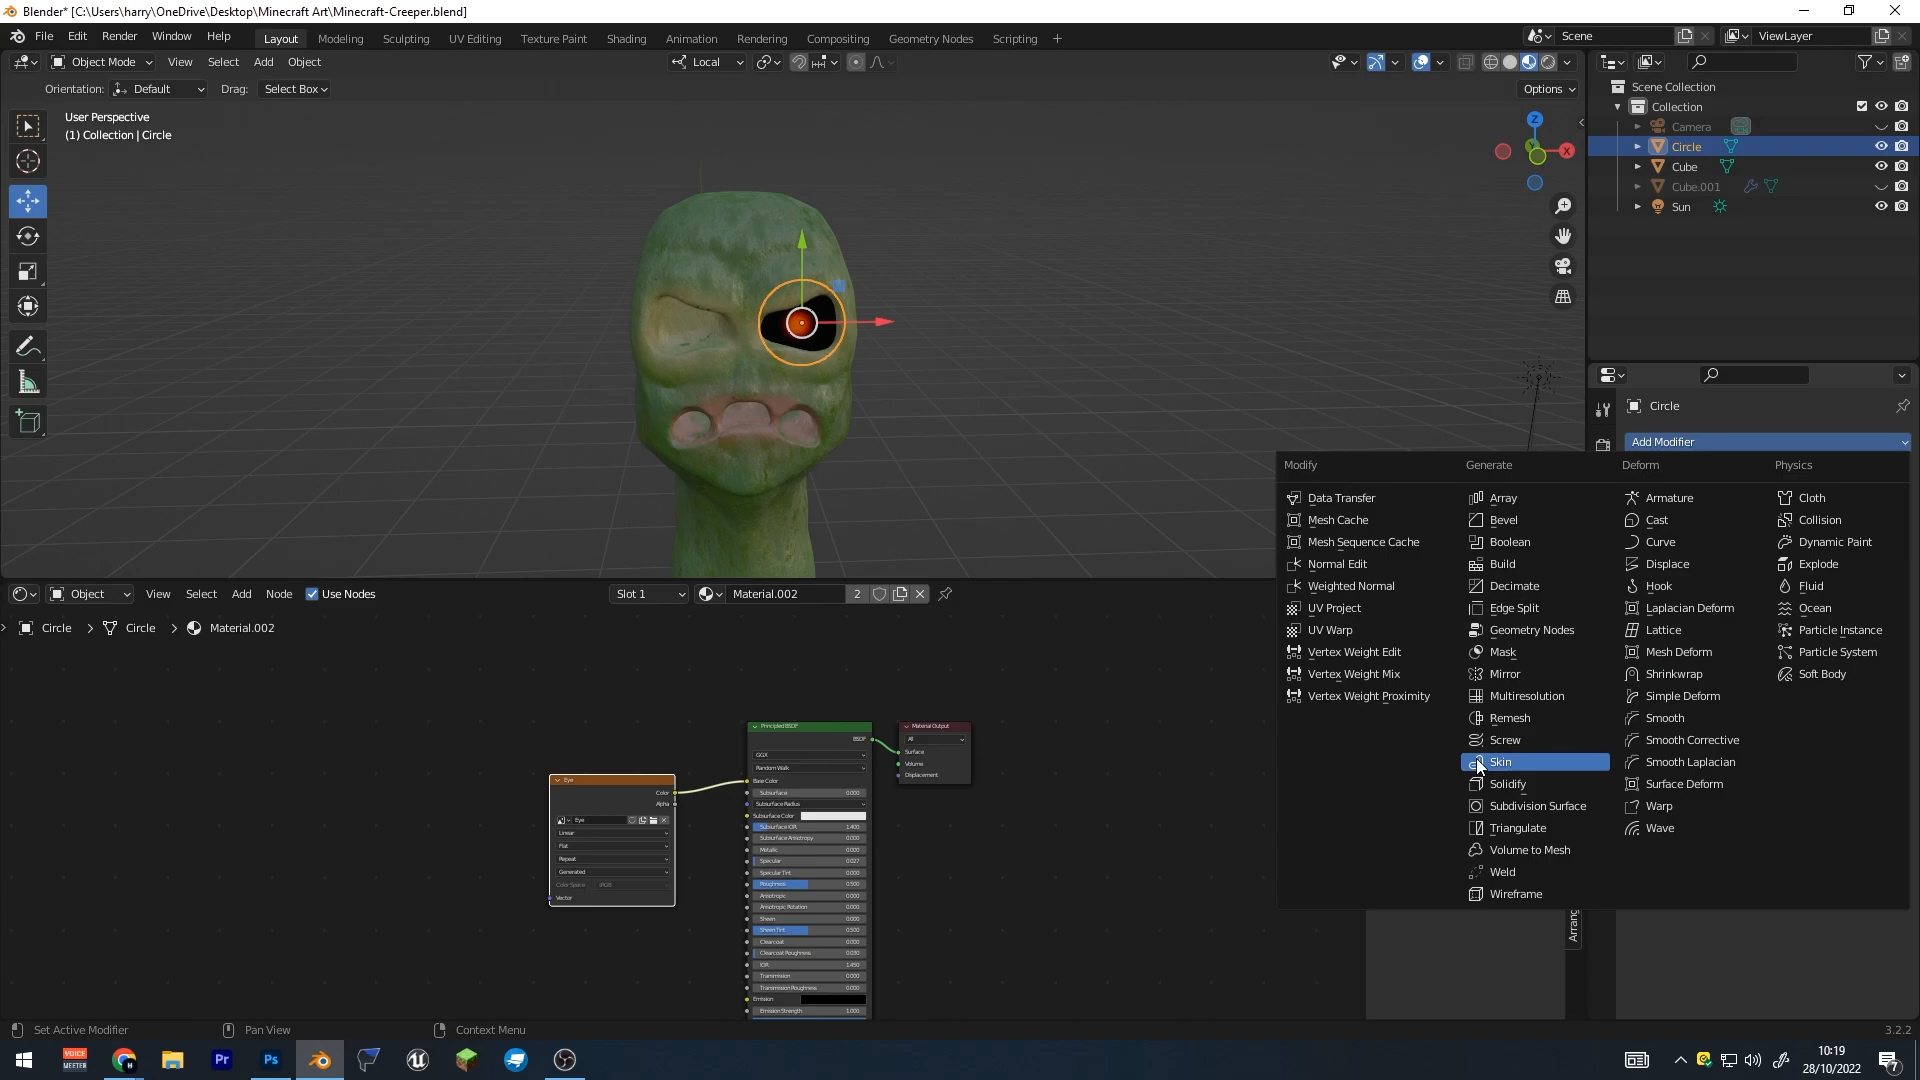 Blender* [C:\Users\harry\OneDrive\Desktop\Minecraft Art\Minecraft-Creeper.blend]
File Edit Render Window Help Layout Modeling Sculpting UV Editing Texture Paint Shading Animation Rendering Compositing Geometry Nodes Scripting + Scene ViewLayer
Object Mode View Select Add Object Local
Orientation: Default Drag: Select Box Options
User Perspective
(1) Collection | Circle
Z
X
Scene Collection
Collection
Camera
Circle
Cube
Cube.001
Sun
Circle
Add Modifier
Modify
Data Transfer
Mesh Cache
Mesh Sequence Cache
Normal Edit
Weighted Normal
UV Project
UV Warp
Vertex Weight Edit
Vertex Weight Mix
Vertex Weight Proximity
Generate
Array
Bevel
Boolean
Build
Decimate
Edge Split
Geometry Nodes
Mask
Mirror
Multiresolution
Remesh
Screw
Skin
Solidify
Subdivision Surface
Triangulate
Volume to Mesh
Weld
Wireframe
Deform
Armature
Cast
Curve
Displace
Hook
Laplacian Deform
Lattice
Mesh Deform
Shrinkwrap
Simple Deform
Smooth
Smooth Corrective
Smooth Laplacian
Surface Deform
Warp
Wave
Physics
Cloth
Collision
Dynamic Paint
Explode
Fluid
Ocean
Particle Instance
Particle System
Soft Body
Arrang
Object View Select Add Node Use Nodes Slot 1 Material.002 2
Circle > Circle > Material.002
Eye
Color
Alpha
Eye
Linear
Flat
Repeat
Generated
Color Space sRGB
Vector
Principled BSDF
BSDF
GGX
Random Walk
Base Color
Subsurface 0.000
Subsurface Radius
Subsurface Color
Subsurface IOR 1.400
Subsurface Anisotropy 0.000
Metallic 0.000
Specular 0.027
Specular Tint 0.000
Roughness 0.500
Anisotropic 0.000
Anisotropic Rotation 0.000
Sheen 0.000
Sheen Tint 0.500
Clearcoat 0.000
Clearcoat Roughness 0.030
IOR 1.450
Transmission 0.000
Transmission Roughness 0.000
Emission
Emission Strength 1.000
Material Output
All
Surface
Volume
Displacement
Set Active Modifier Pan View Context Menu 3.2.2
VOICE
MEETER
Pr Ps
10:19
28/10/2022
7